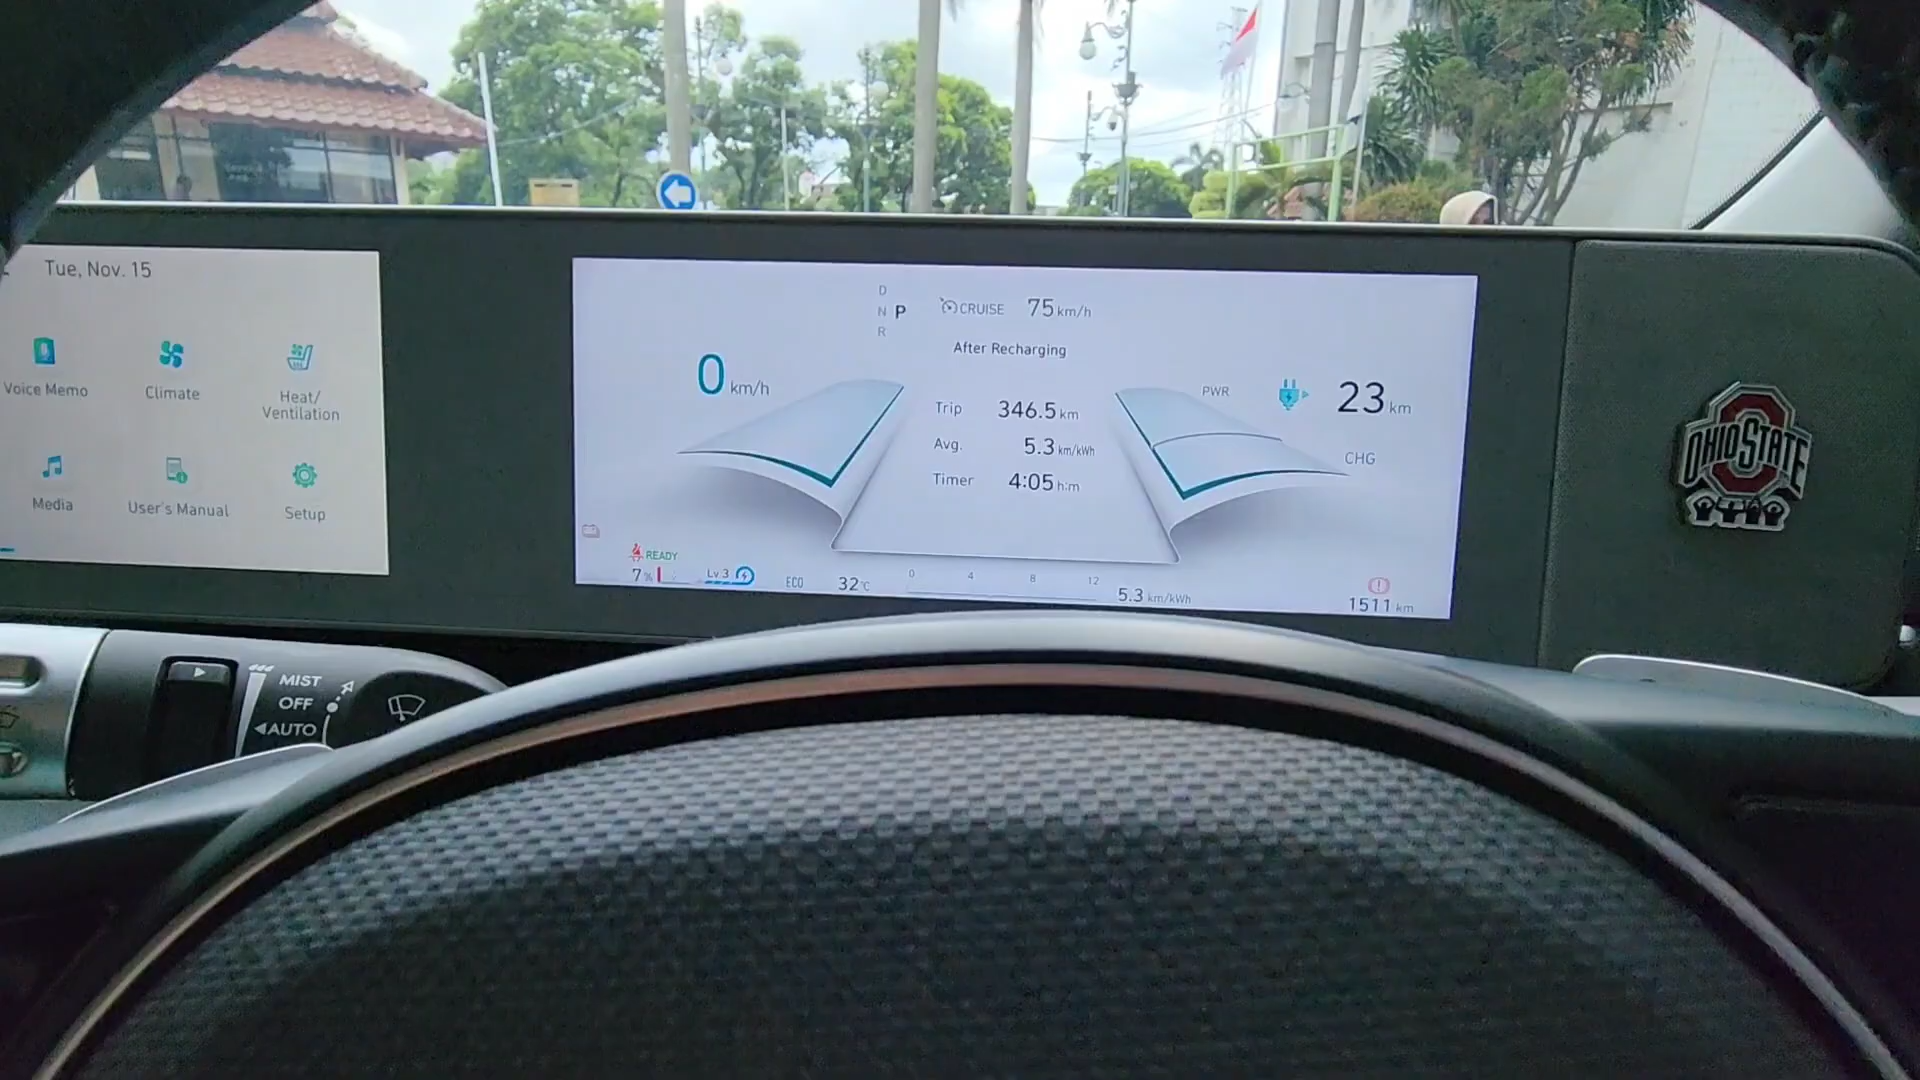 Tue, Nov. 15
Voice Memo
Climate
Heat/
Ventilation
Media
User's Manual
Setup
D
N P
R
CRUISE 75 km/h
After Recharging
0 km/h
Trip 346.5 km
Avg. 5.3 km/kWh
Timer 4:05 h:m
PWR
23 km
CHG
READY
7 %
Lv.3
ECO
32°C
0 4 8 12
5.3 km/kWh
1511 km
OHIO STATE
MIST
OFF
AUTO